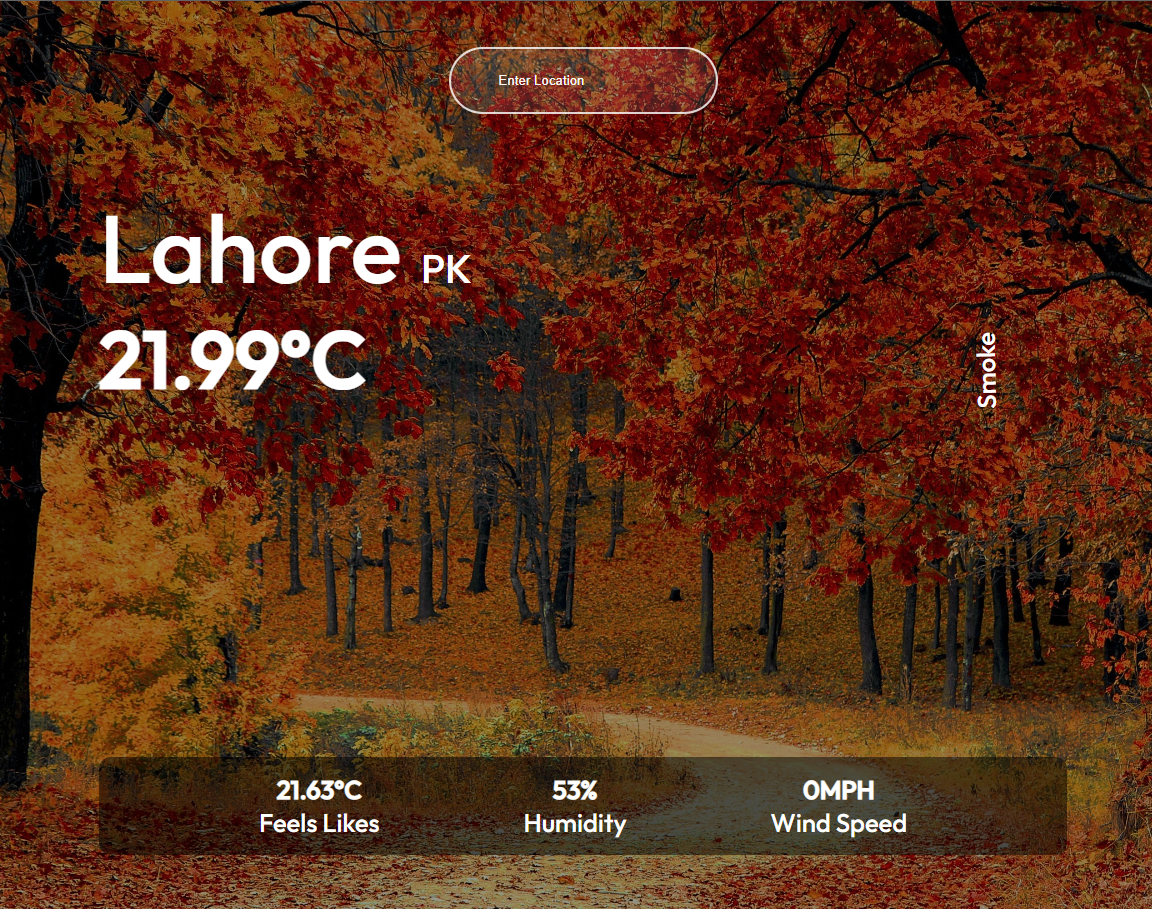 Enter Location
Lahore PK
21.99°C
Smoke
21.63°C
Feels Likes
53%
Humidity
0MPH
Wind Speed